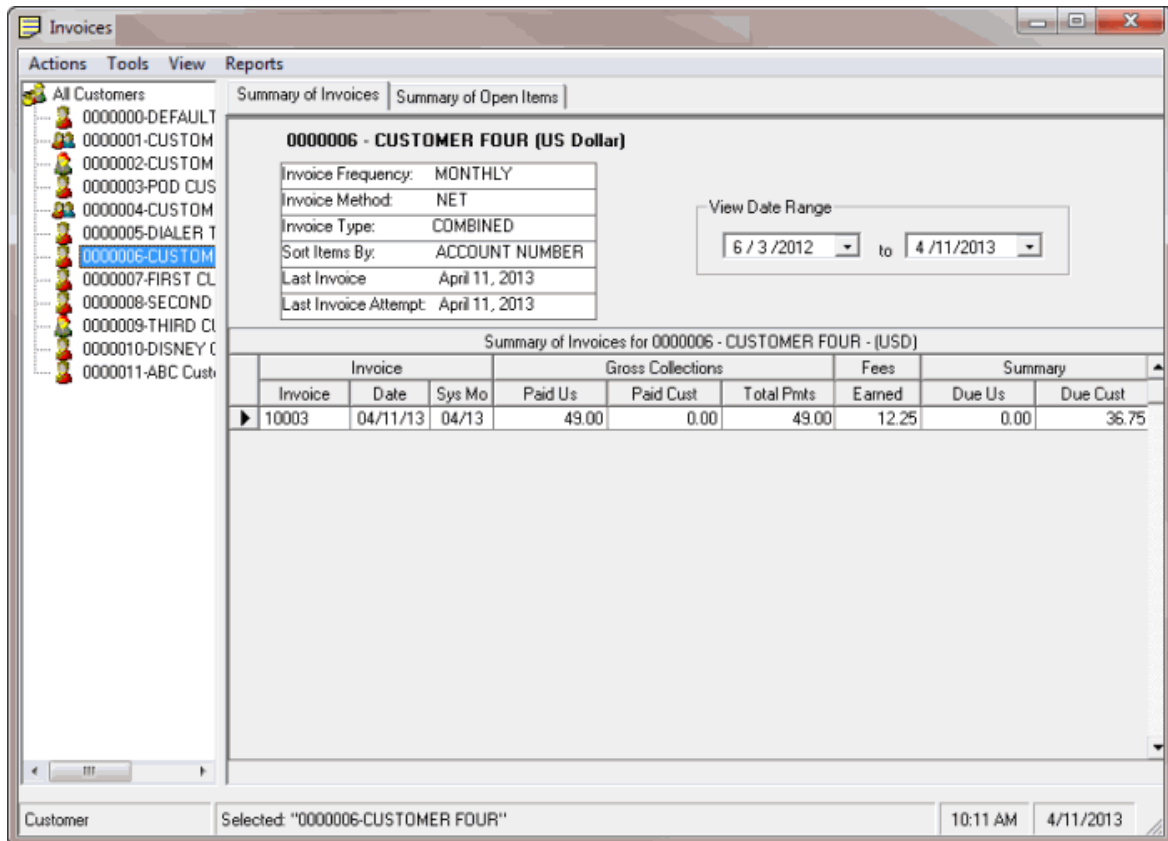 Invoices
Actions Tools View Reports
All Customers
0000000-DEFAULT
0000001-CUSTOM
0000002-CUSTOM
0000003-POD CUS
0000004-CUSTOM
0000005-DIALER T
0000006-CUSTOM
0000007-FIRST CL
0000008-SECOND
0000009-THIRD CL
0000010-DISNEY
0000011-ABC Cust
Summary of Invoices Summary of Open Items
0000006 - CUSTOMER FOUR (US Dollar)
Invoice Frequency: MONTHLY
Invoice Method: NET
Invoice Type: COMBINED
Sort Items By: ACCOUNT NUMBER
Last Invoice April 11, 2013
Last Invoice Attempt: April 11, 2013
View Date Range
6 / 3 /2012 to 4 /11/2013
Summary of Invoices for 0000006 - CUSTOMER FOUR - (USD)
Invoice Gross Collections Fees Summary
Invoice Date Sys Mo Paid Us Paid Cust Total Pmts Earned Due Us Due Cust
10003 04/11/13 04/13 49.00 0.00 49.00 12.25 0.00 36.75
Customer Selected: "0000006-CUSTOMER FOUR" 10:11 AM 4/11/2013